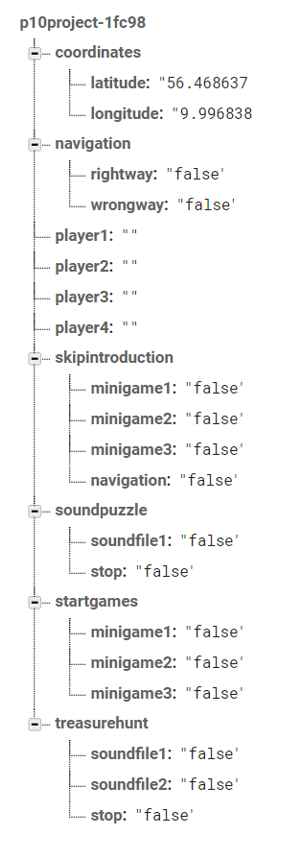 p10project-1fc98
coordinates
latitude: "56.468637
longitude: "9.996838
navigation
rightway: "false'
wrongway: "false'
player1: ""
player2: ""
player3: ""
player4: ""
skipintroduction
minigame1: "false'
minigame2: "false'
minigame3: "false'
navigation: "false'
soundpuzzle
soundfile1: "false'
stop: "false'
startgames
minigame1: "false'
minigame2: "false'
minigame3: "false'
treasurehunt
soundfile1: "false'
soundfile2: "false'
stop: "false'